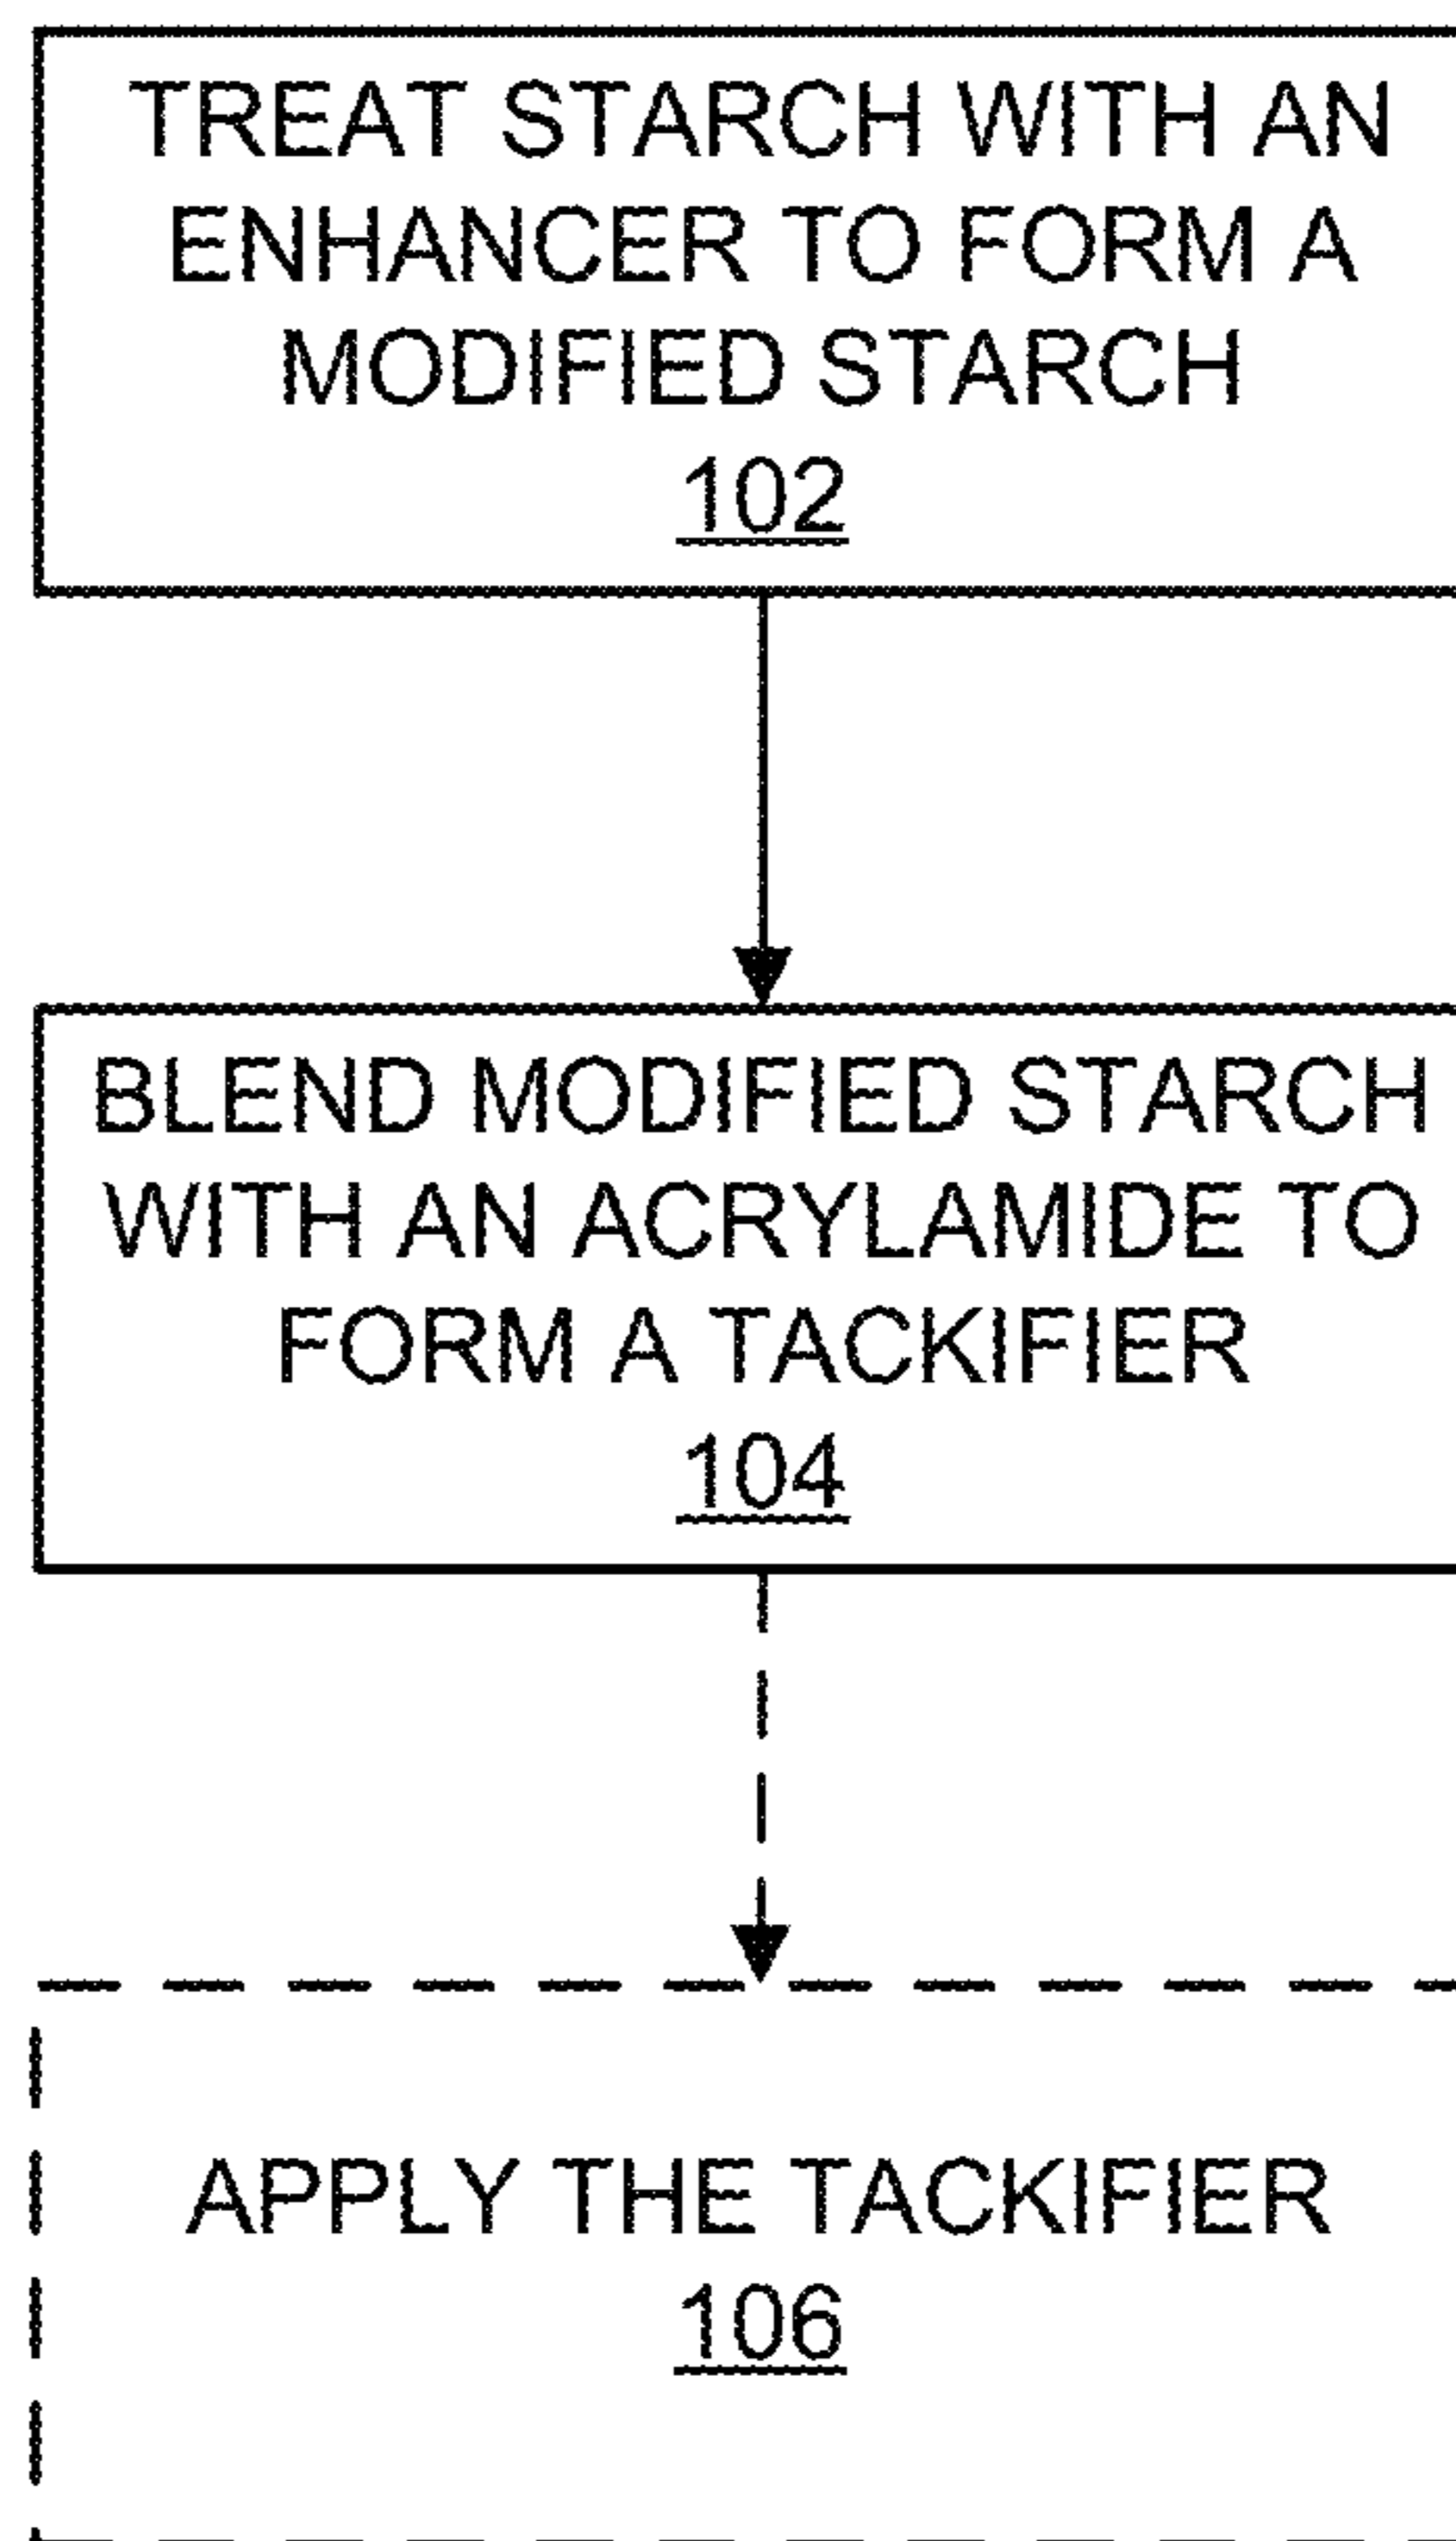 TREAT STARCH WITH AN
ENHANCER TO FORM A
MODIFIED STARCH
102
BLEND MODIFIED STARCH
WITH AN ACRYLAMIDE TO
FORM A TACKIFIER
104
APPLY THE TACKIFIER
106